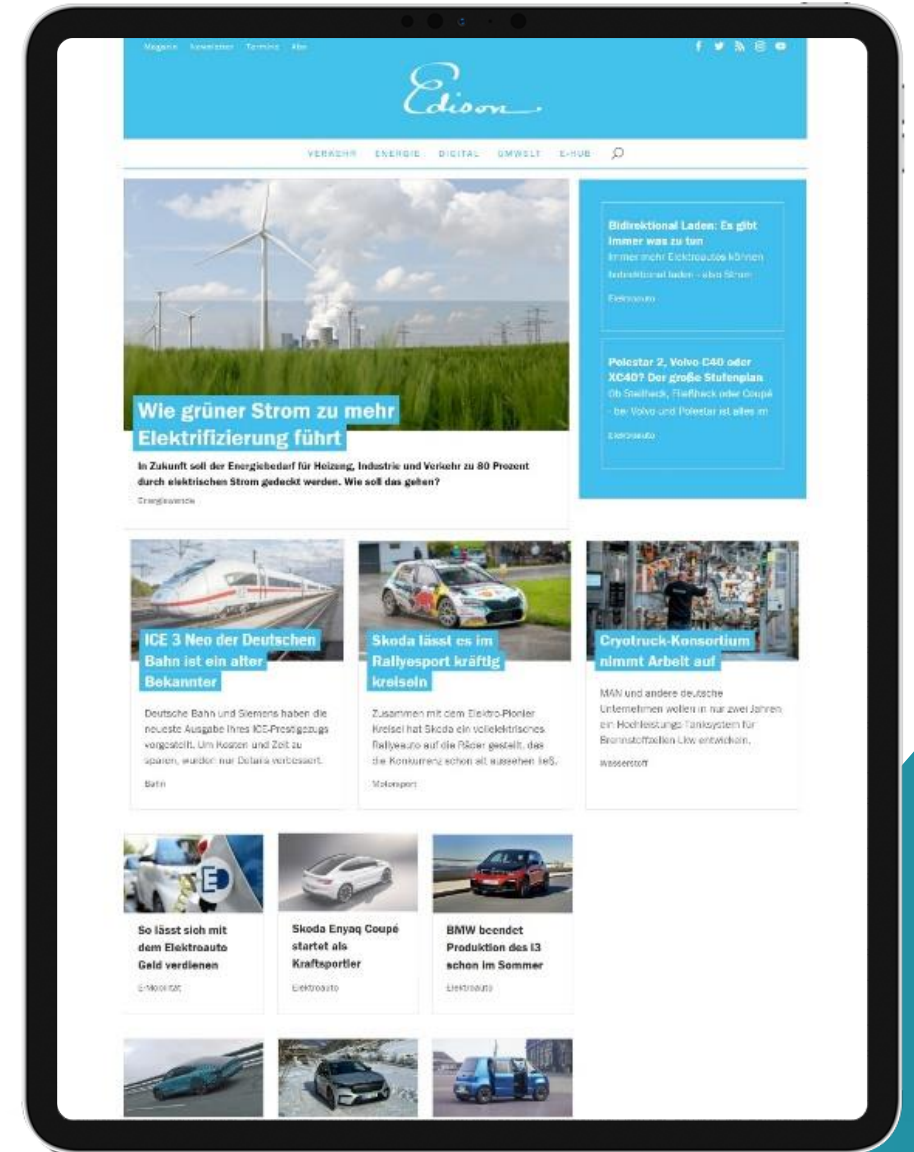 Magazin Newsletter Termine Abo
Edison
VERKEHR ENERGIE DIGITAL UMWELT E-HUB
Wie grüner Strom zu mehr
Elektrifizierung führt
In Zukunft soll der Energiebedarf für Heizung, Industrie und Verkehr zu 80 Prozent
durch elektrischen Strom gedeckt werden. Wie soll das gehen?
Energiewende
Bidirektional Laden: Es gibt
immer was zu tun
Immer mehr Elektroautos können
bidirektional laden - also Strom
Elektroauto
Polestar 2, Volvo C40 oder
XC40? Der große Stufenplan
Ob Steilheck, Fließheck oder Coupé
- bei Volvo und Polestar ist alles im
Elektroauto
ICE 3 Neo der Deutschen
Bahn ist ein alter
Bekannter
Deutsche Bahn und Siemens haben die
neueste Ausgabe ihres ICE-Prestigezugs
vorgestellt. Um Kosten und Zeit zu
sparen, wurden nur Details verbessert.
Bahn
Skoda lässt es im
Rallyesport kräftig
kreiseln
Zusammen mit dem Elektro-Pionier
Kreisel hat Skoda ein vollelektrisches
Rallyeauto auf die Räder gestellt, das
die Konkurrenz schon alt aussehen ließ.
Motorsport
Cryotruck-Konsortium
nimmt Arbeit auf
MAN und andere deutsche
Unternehmen wollen in nur zwei Jahren
ein Hochleistungs-Tanksystem für
Brennstoffzellen-Lkw entwickeln.
Wasserstoff
So lässt sich mit
dem Elektroauto
Geld verdienen
E-Mobilität
Skoda Enyaq Coupé
startet als
Kraftsportler
Elektroauto
BMW beendet
Produktion des i3
schon im Sommer
Elektroauto